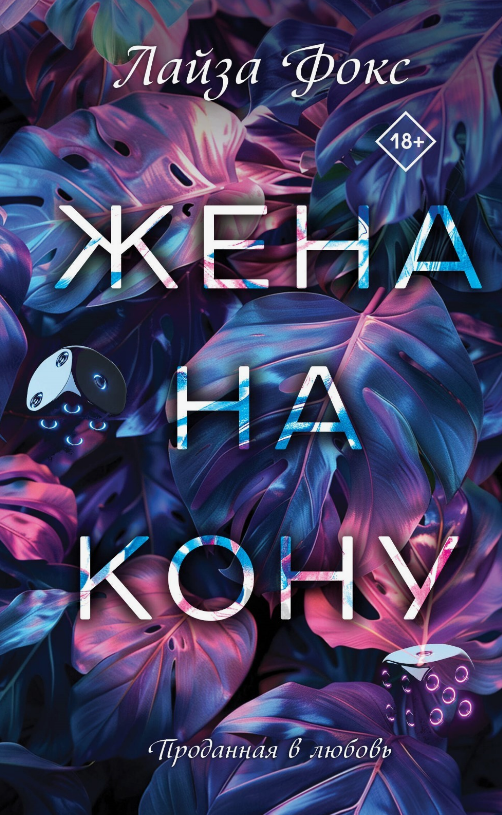 Лайза Фокс
18+
ЖЕНА
НА
КОНУ
Проданная в любовь